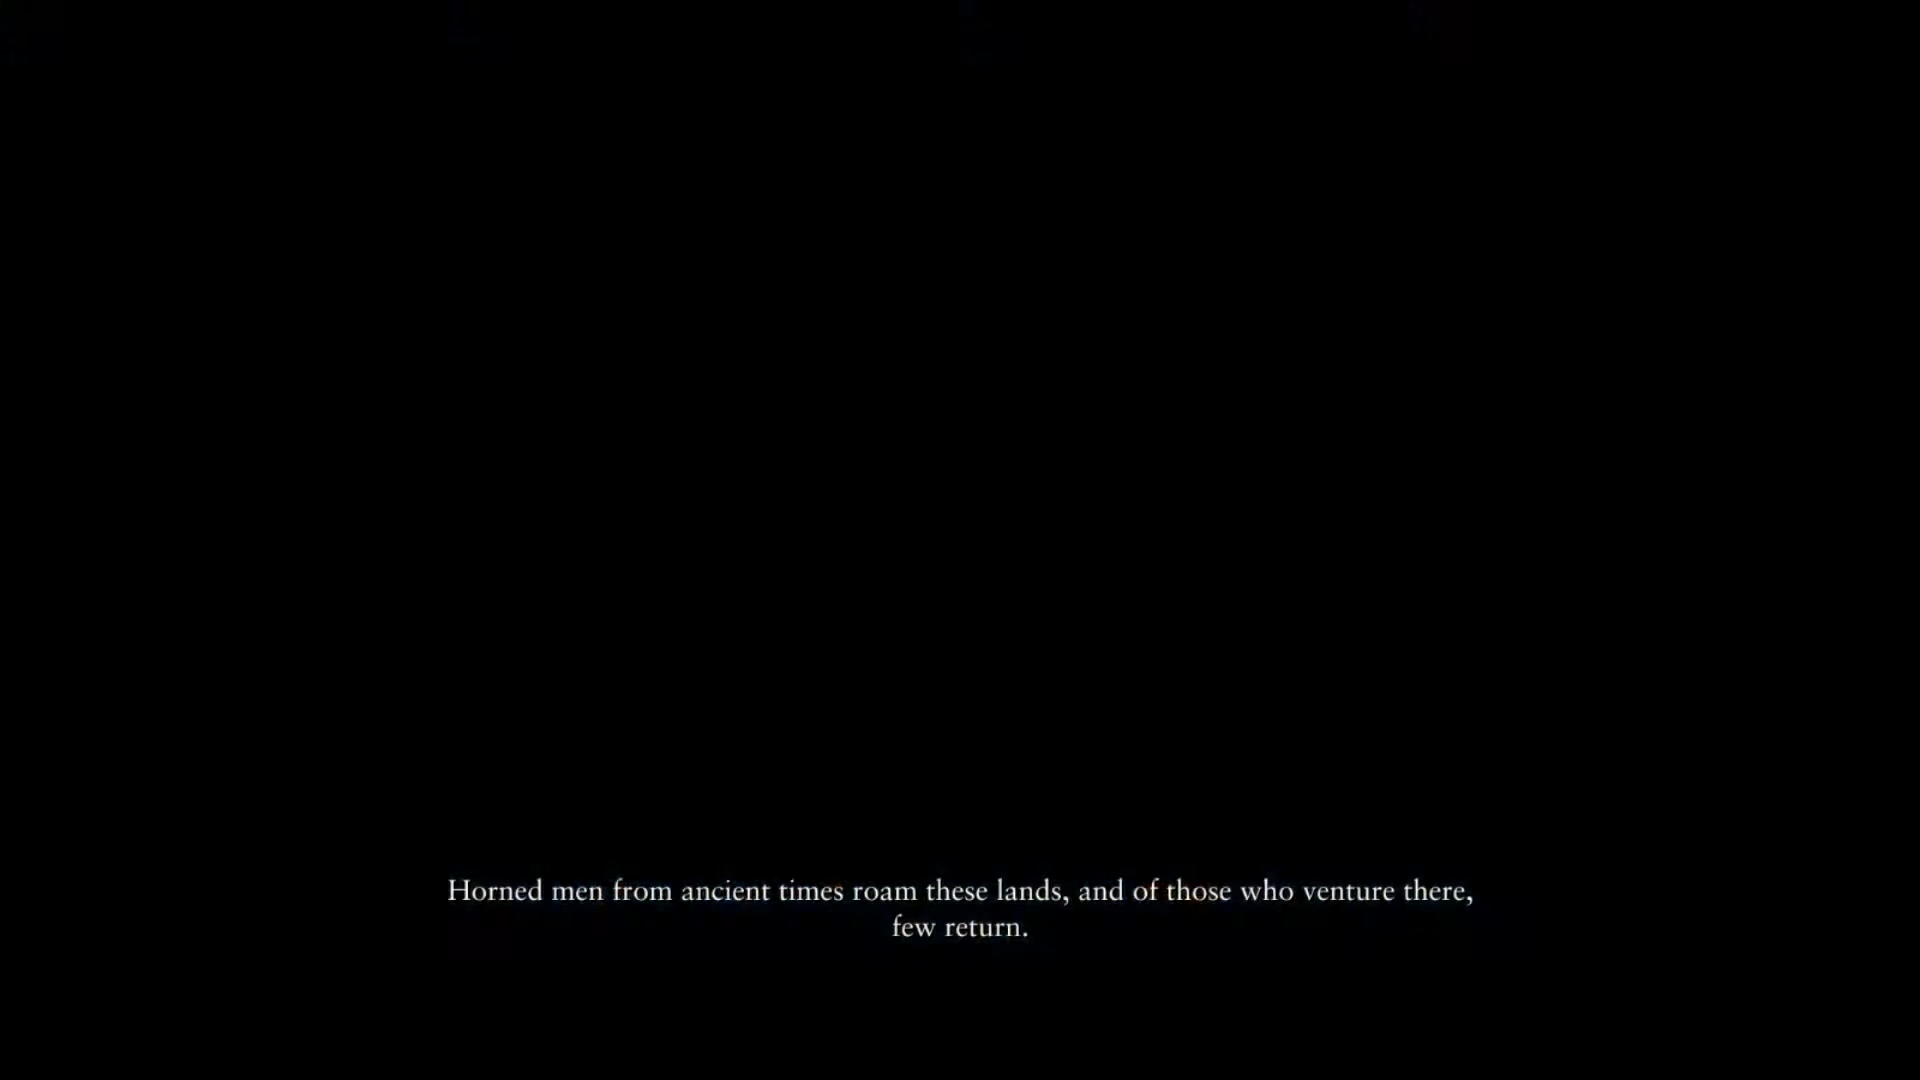 Horned men from ancient times roam these lands, and of those who venture there,
few return.